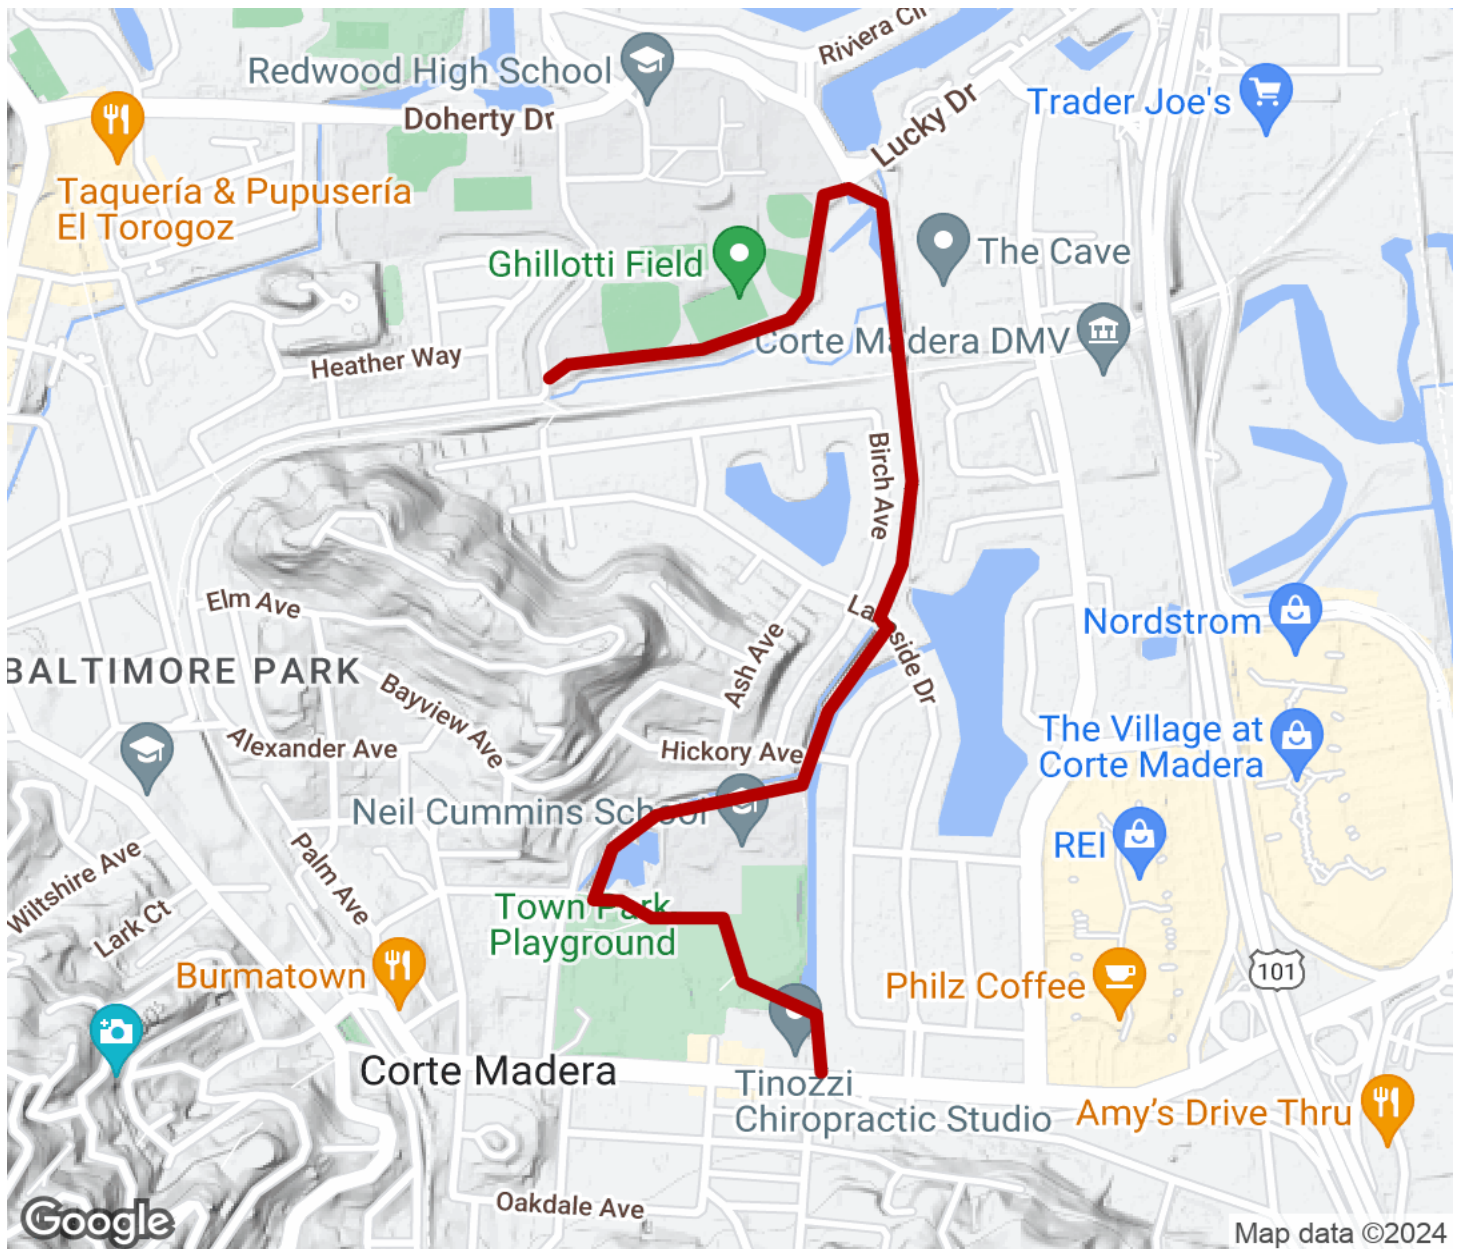 Riviera Cir
Redwood High School
Trader Joe's
Doherty Dr
Lucky Dr
Taquería & Pupusería
El Torogoz
Ghillotti Field
The Cave
Corte Madera DMV
Heather Way
Birch Ave
Elm Ave
Lakeside Dr
Nordstrom
BALTIMORE PARK
Ash Ave
Bayview Ave
Alexander Ave
Hickory Ave
The Village at
Corte Madera
Neil Cummins School
REI
Wiltshire Ave
Palm Ave
Lark Ct
Town Park
Playground
Burmatown
Philz Coffee
101
Corte Madera
Tinozzi
Chiropractic Studio
Amy’s Drive Thru
Oakdale Ave
Google
Map data ©2024